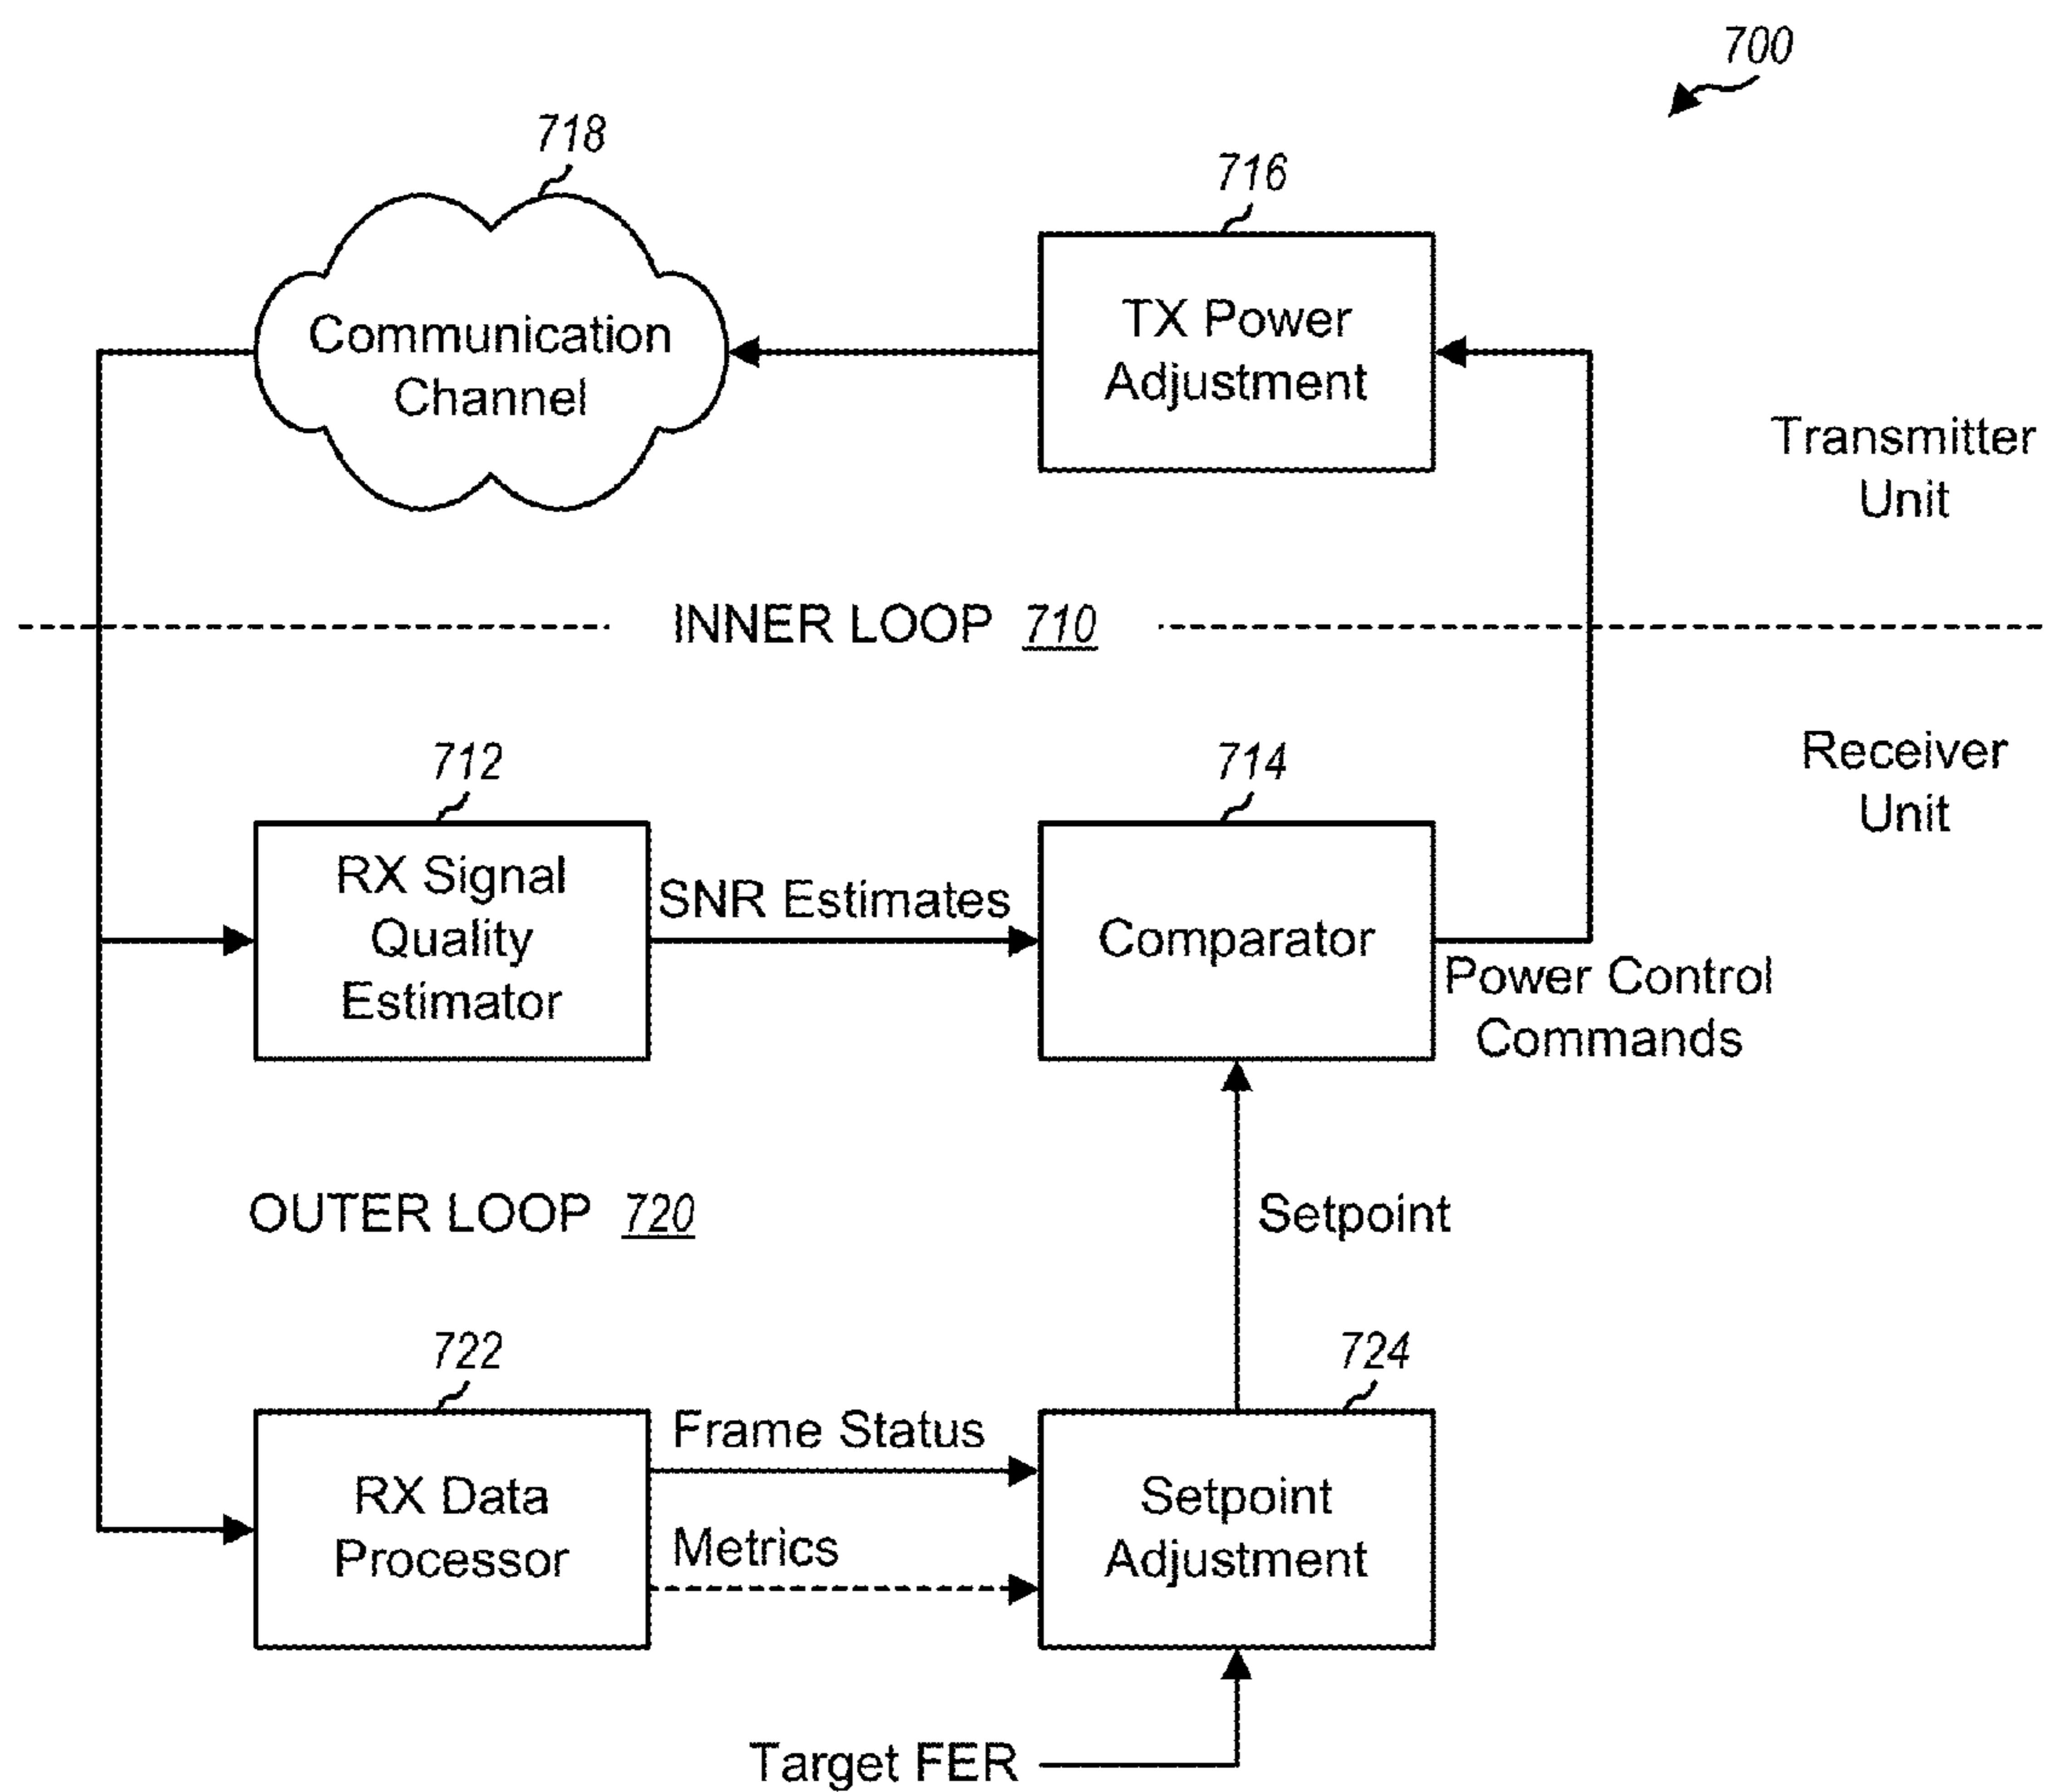 700
718
716
Communication
Channel
TX Power
Adjustment
Transmitter
Unit
INNER LOOP 710
Receiver
Unit
712
714
RX Signal
Quality
Estimator
SNR Estimates
Comparator
Power Control
Commands
OUTER LOOP 720
Setpoint
722
724
Frame Status
RX Data
Processor
Metrics
Setpoint
Adjustment
Target FER